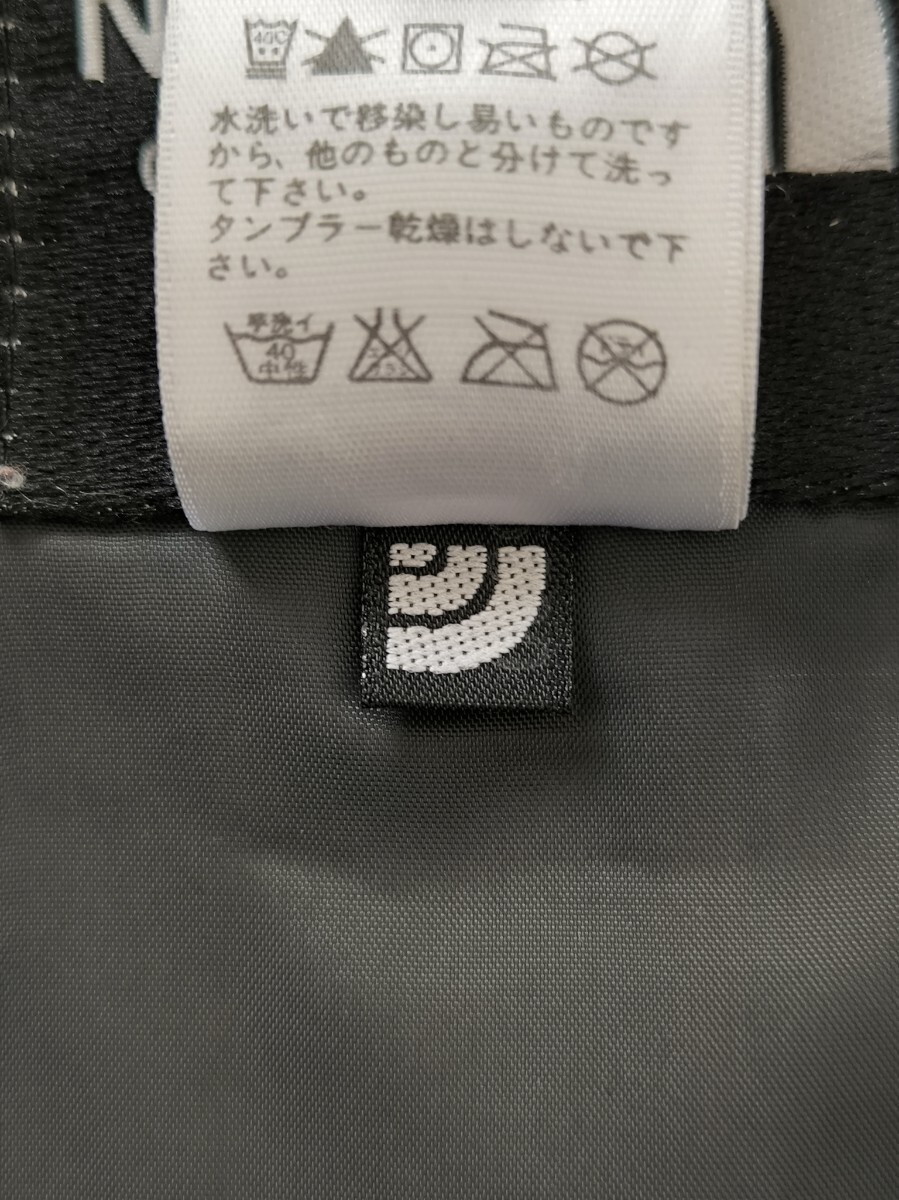 N
40C
水洗いで移染し易いものです
から、他のものと分けて洗っ
て下さい。
タンブラー乾燥はしないで下
さい。
手洗イ
40
中性